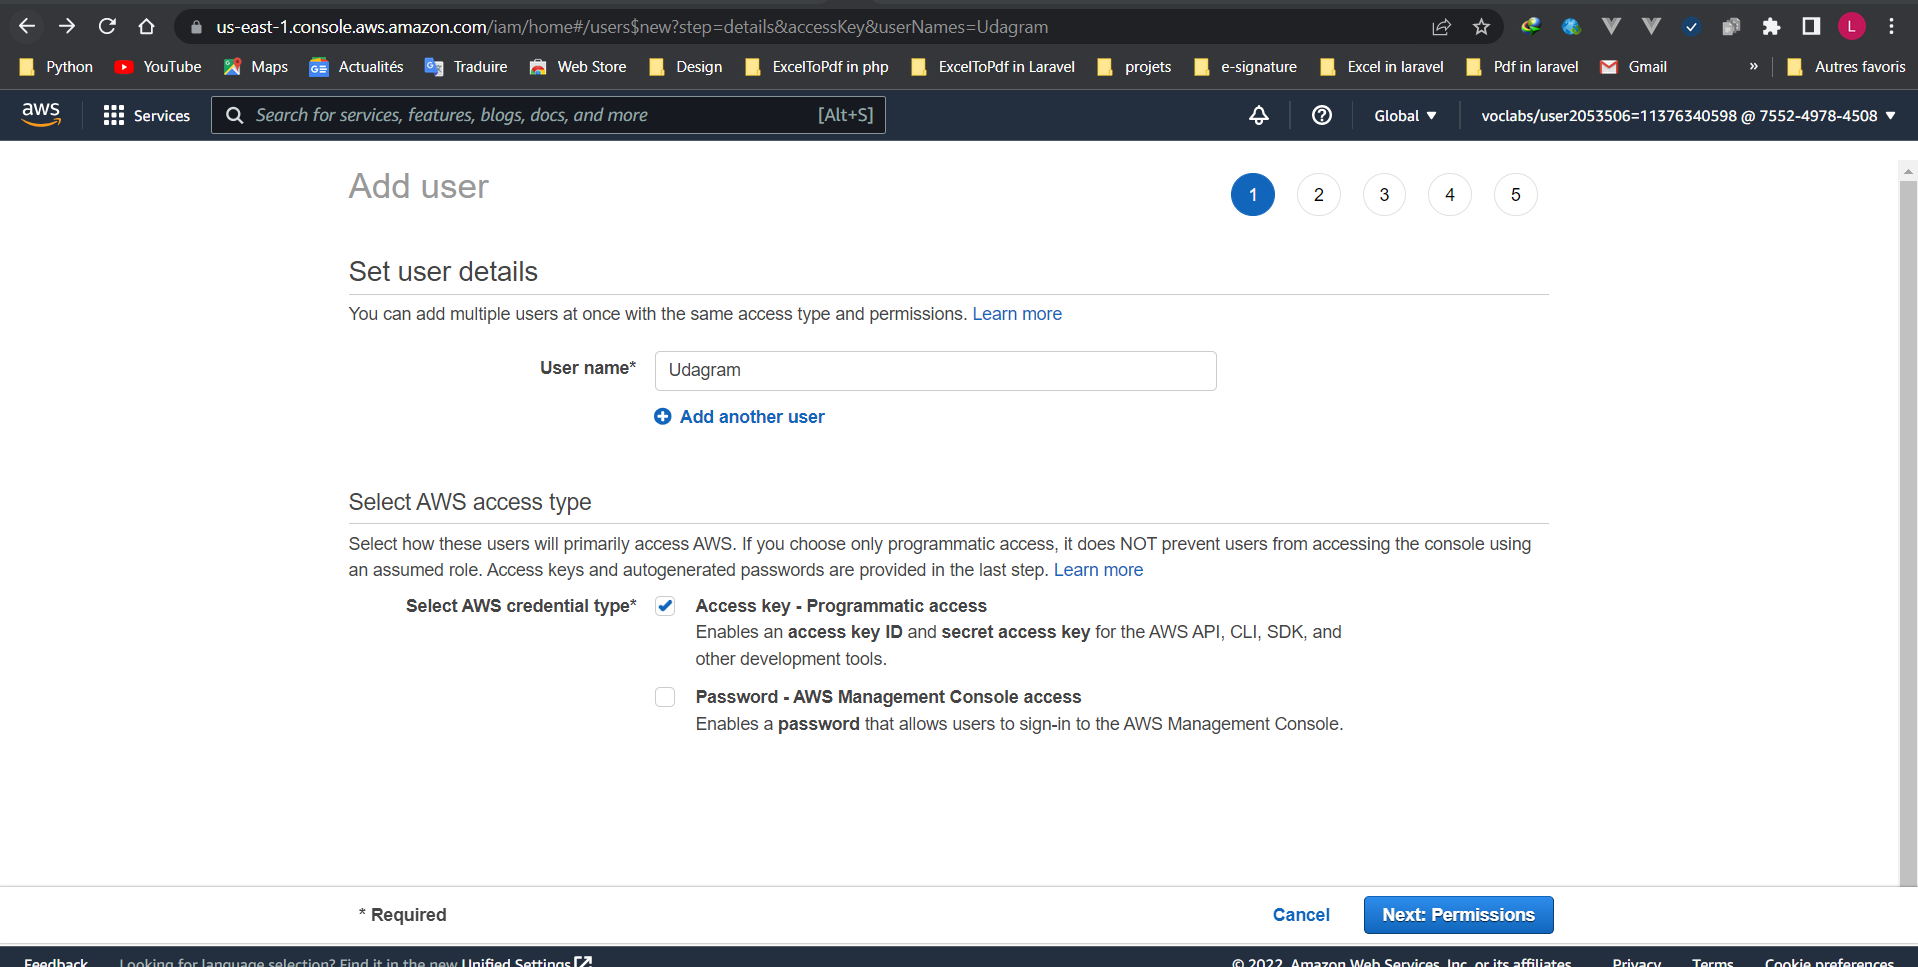 us-east-1.console.aws.amazon.com/iam/home#/users$new?step=details&accessKey&userNames=Udagram
L
Python YouTube Maps Actualités Traduire Web Store Design ExcelToPdf in php ExcelToPdf in Laravel projets e-signature Excel in laravel Pdf in laravel Gmail » Autres favoris
aws Services Search for services, features, blogs, docs, and more [Alt+S] Global voclabs/user2053506=11376340598 @ 7552-4978-4508
Add user 1 2 3 4 5
Set user details
You can add multiple users at once with the same access type and permissions. Learn more
User name* Udagram
Add another user
Select AWS access type
Select how these users will primarily access AWS. If you choose only programmatic access, it does NOT prevent users from accessing the console using
an assumed role. Access keys and autogenerated passwords are provided in the last step. Learn more
Select AWS credential type* Access key - Programmatic access
Enables an access key ID and secret access key for the AWS API, CLI, SDK, and
other development tools.
Password - AWS Management Console access
Enables a password that allows users to sign-in to the AWS Management Console.
* Required Cancel Next: Permissions
Feedback Looking for language selection? Find it in the new Unified Settings © 2022, Amazon Web Services, Inc. or its affiliates. Privacy Terms Cookie preferences